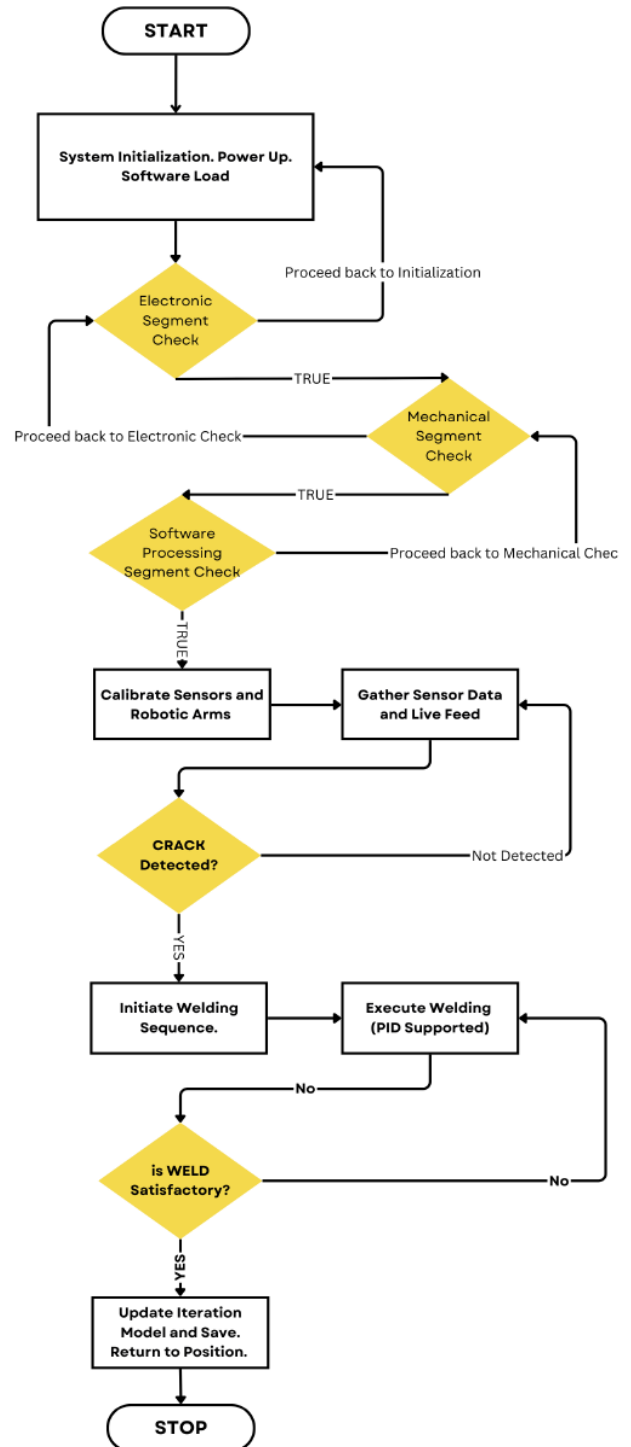 START
System Initialization. Power Up.
Software Load
Proceed back to Initialization
Electronic
Segment
Check
TRUE
Mechanical
Segment
Check
Proceed back to Electronic Check
TRUE
Software
Processing
Segment Check
Proceed back to Mechanical Chec
TRUE
Calibrate Sensors and
Robotic Arms
Gather Sensor Data
and Live Feed
CRACK
Detected?
Not Detected
YES
Initiate Welding
Sequence.
Execute Welding
(PID Supported)
No
is WELD
Satisfactory?
No
YES
Update Iteration
Model and Save.
Return to Position.
STOP